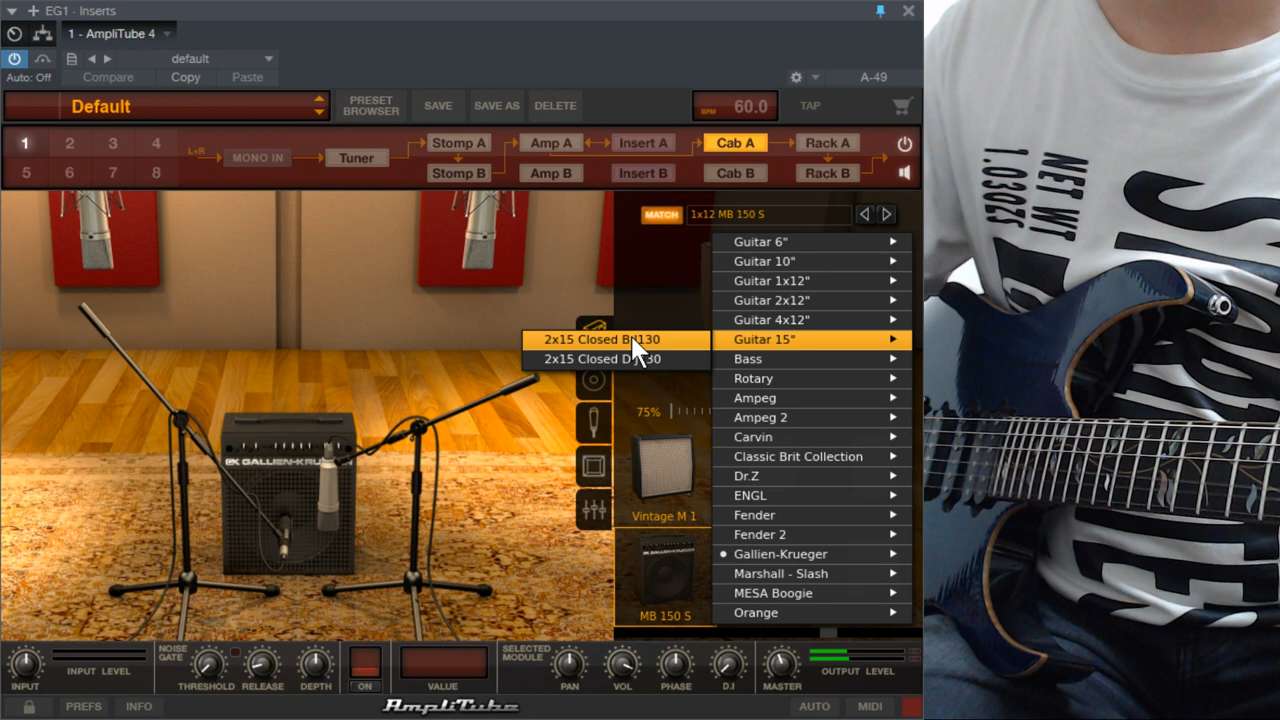 EG1 - Inserts
1 - AmpliTube 4
default
Auto: Off
Compare
Copy
Paste
A-49
Default
PRESET
BROWSER
SAVE
SAVE AS
DELETE
BPM 60.0
TAP
1 2 3 4
5 6 7 8
L+R
MONO IN
Tuner
Stomp A
Amp A
Insert A
Cab A
Rack A
Stomp B
Amp B
Insert B
Cab B
Rack B
MATCH
1x12 MB 150 S
Guitar 6"
Guitar 10"
Guitar 1x12"
Guitar 2x12"
Guitar 4x12"
Guitar 15"
Bass
Rotary
Ampeg
Ampeg 2
Carvin
Classic Brit Collection
Dr.Z
ENGL
Fender
Fender 2
Gallien-Krueger
Marshall - Slash
MESA Boogie
Orange
2x15 Closed 130
2x15 Closed 30
75%
Vintage M 1
MB 150 S
GALLIEN-KRU
INPUT
INPUT LEVEL
NOISE
GATE
THRESHOLD
RELEASE
DEPTH
ON
VALUE
SELECTED
MODULE
PAN
VOL
PHASE
D.I
MASTER
OUTPUT LEVEL
PREFS
INFO
AmpliTube
AUTO
MIDI
NET WT
1.03OZS